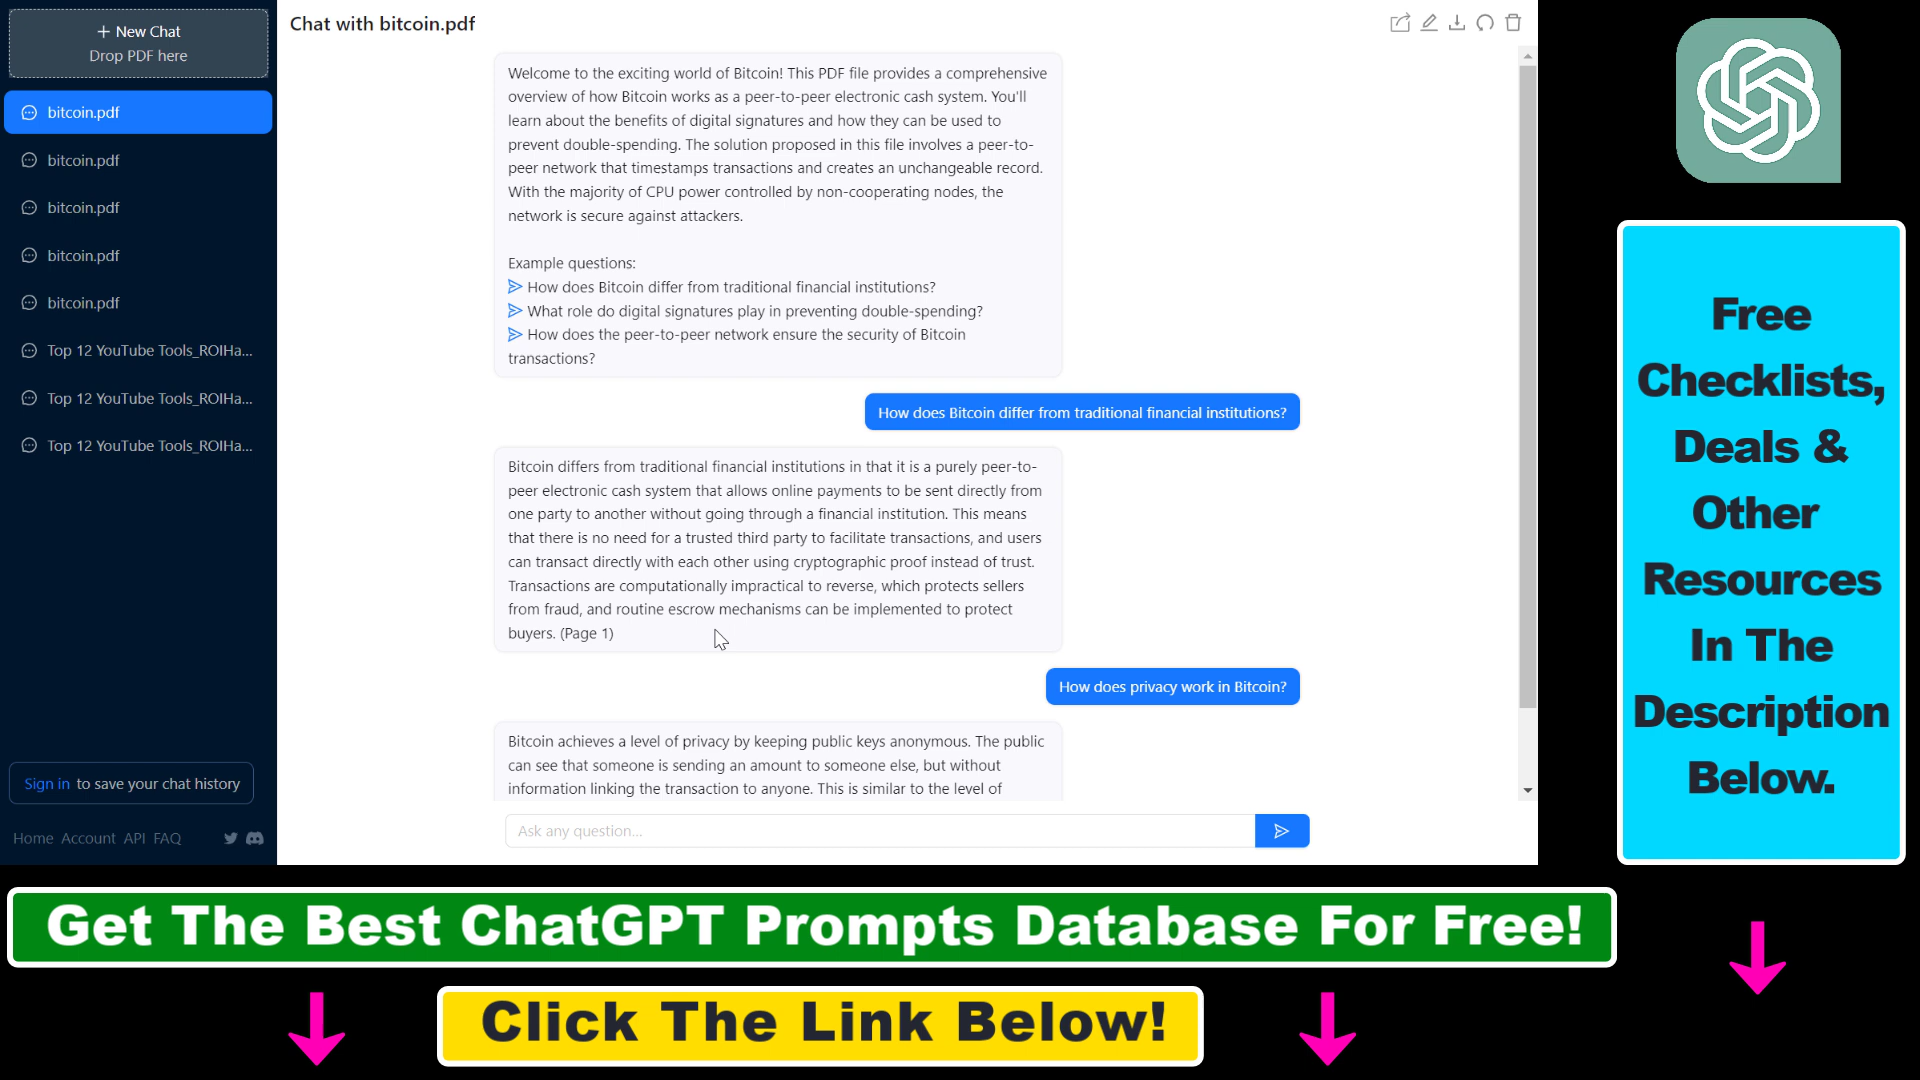 + New Chat
Drop PDF here
bitcoin.pdf
bitcoin.pdf
bitcoin.pdf
bitcoin.pdf
bitcoin.pdf
Top 12 YouTube Tools_ROIHa...
Top 12 YouTube Tools_ROIHa...
Top 12 YouTube Tools_ROIHa...
Sign in to save your chat history
Home Account API FAQ
Chat with bitcoin.pdf
Welcome to the exciting world of Bitcoin! This PDF file provides a comprehensive
overview of how Bitcoin works as a peer-to-peer electronic cash system. You'll
learn about the benefits of digital signatures and how they can be used to
prevent double-spending. The solution proposed in this file involves a peer-to-
peer network that timestamps transactions and creates an unchangeable record.
With the majority of CPU power controlled by non-cooperating nodes, the
network is secure against attackers.
Example questions:
How does Bitcoin differ from traditional financial institutions?
What role do digital signatures play in preventing double-spending?
How does the peer-to-peer network ensure the security of Bitcoin
transactions?
How does Bitcoin differ from traditional financial institutions?
Bitcoin differs from traditional financial institutions in that it is a purely peer-to-
peer electronic cash system that allows online payments to be sent directly from
one party to another without going through a financial institution. This means
that there is no need for a trusted third party to facilitate transactions, and users
can transact directly with each other using cryptographic proof instead of trust.
Transactions are computationally impractical to reverse, which protects sellers
from fraud, and routine escrow mechanisms can be implemented to protect
buyers. (Page 1)
How does privacy work in Bitcoin?
Bitcoin achieves a level of privacy by keeping public keys anonymous. The public
can see that someone is sending an amount to someone else, but without
information linking the transaction to anyone. This is similar to the level of
Ask any question...
Free
Checklists,
Deals &
Other
Resources
In The
Description
Below.
Get The Best ChatGPT Prompts Database For Free!
Click The Link Below!